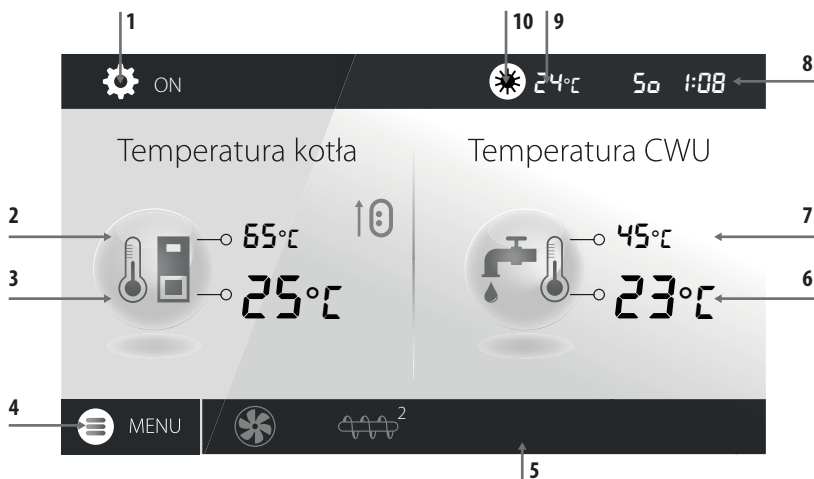 1 10 9
ON 24°C So 1:08 8
Temperatura kotła Temperatura CWU
2 65°C 45°C 7
3 25°C 23°C 6
4 MENU 2
5